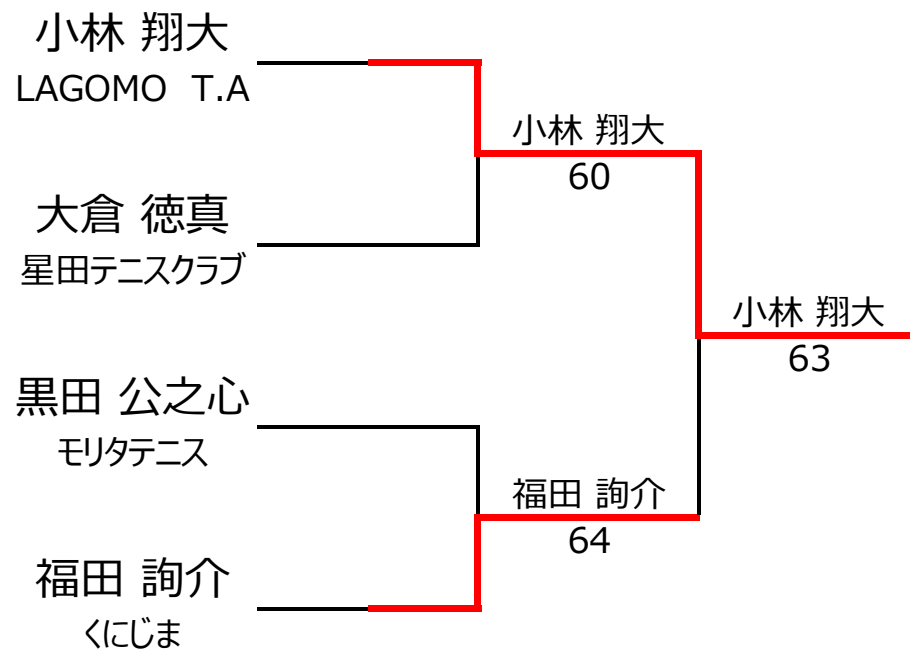 小林 翔大
LAGOMO T.A
小林 翔大
60
大倉 徳真
星田テニスクラブ
小林 翔大
63
黒田 公之心
モリタテニス
福田 詢介
64
福田 詢介
くにじま